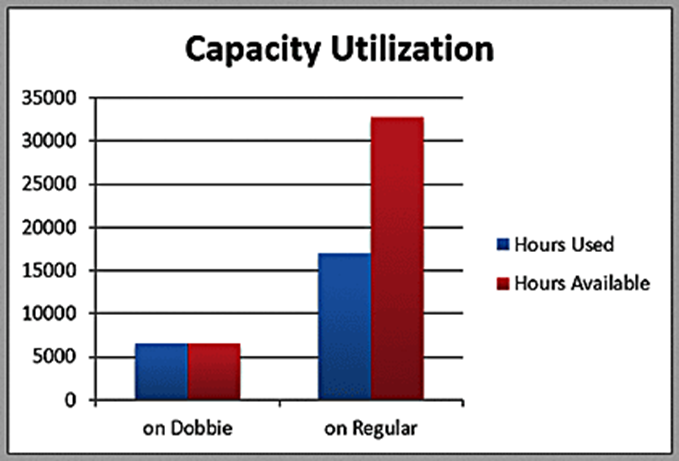 Capacity Utilization
35000
30000
25000
20000
15000
10000
5000
0
on Dobbie
on Regular
Hours Used
Hours Available